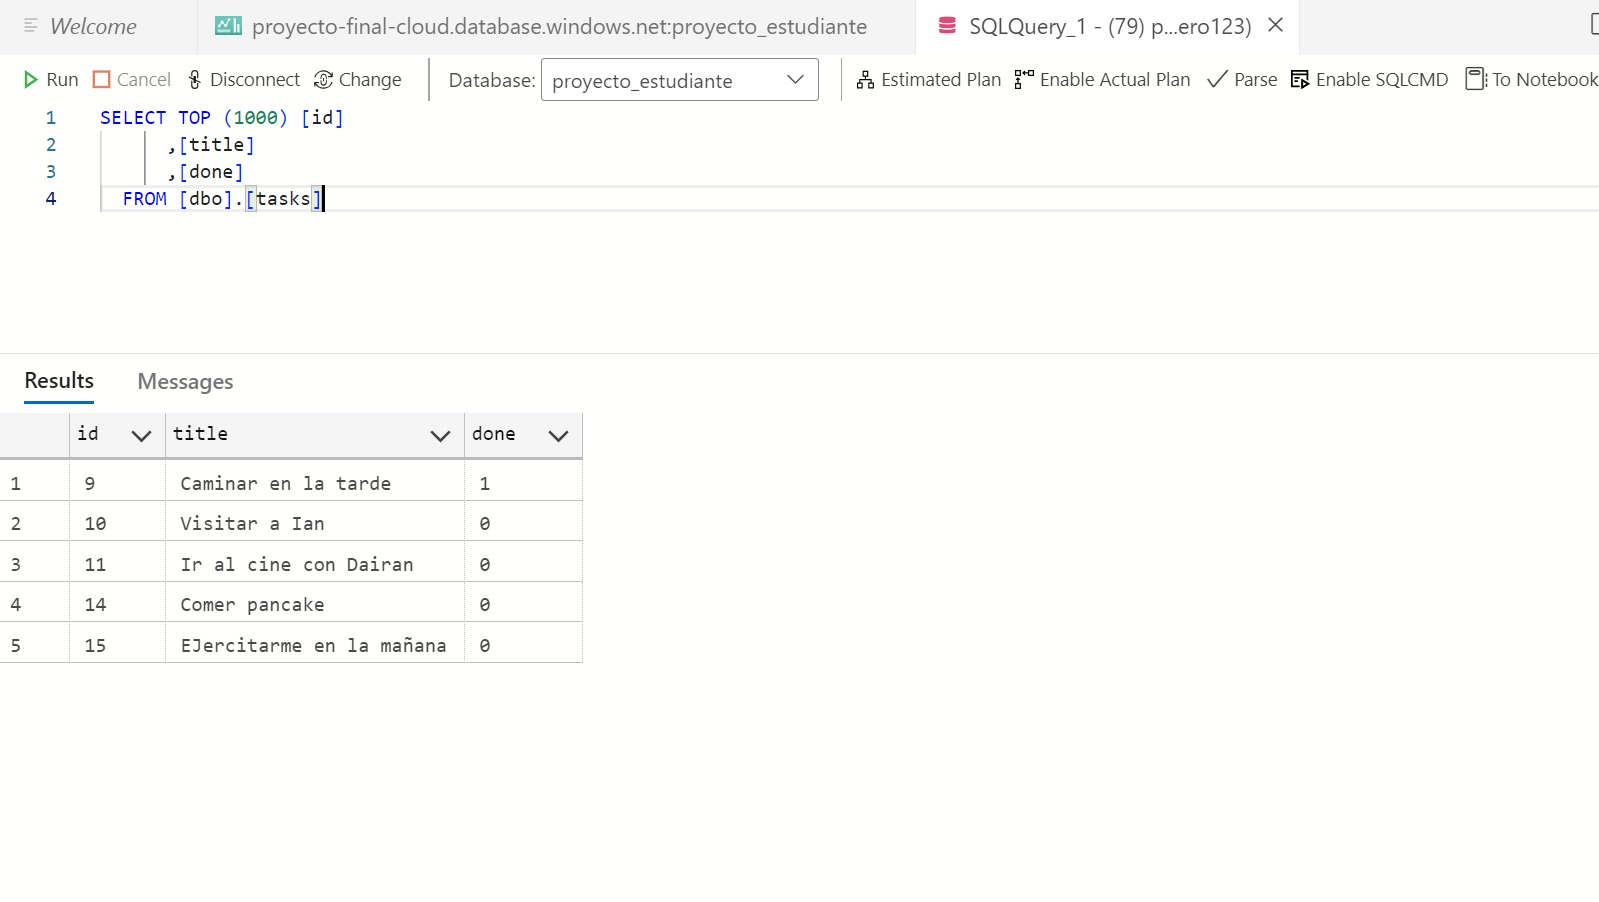 Welcome
proyecto-final-cloud.database.windows.net:proyecto_estudiante
SQLQuery_1 - (79) p...ero123)
Run Cancel Disconnect Change Database: proyecto_estudiante Estimated Plan Enable Actual Plan Parse Enable SQLCMD To Notebook
1 SELECT TOP (1000) [id]
2 ,[title]
3 ,[done]
4 FROM [dbo].[tasks]
Results Messages
id title done
1 9 Caminar en la tarde 1
2 10 Visitar a Ian 0
3 11 Ir al cine con Dairan 0
4 14 Comer pancake 0
5 15 EJercitarme en la mañana 0